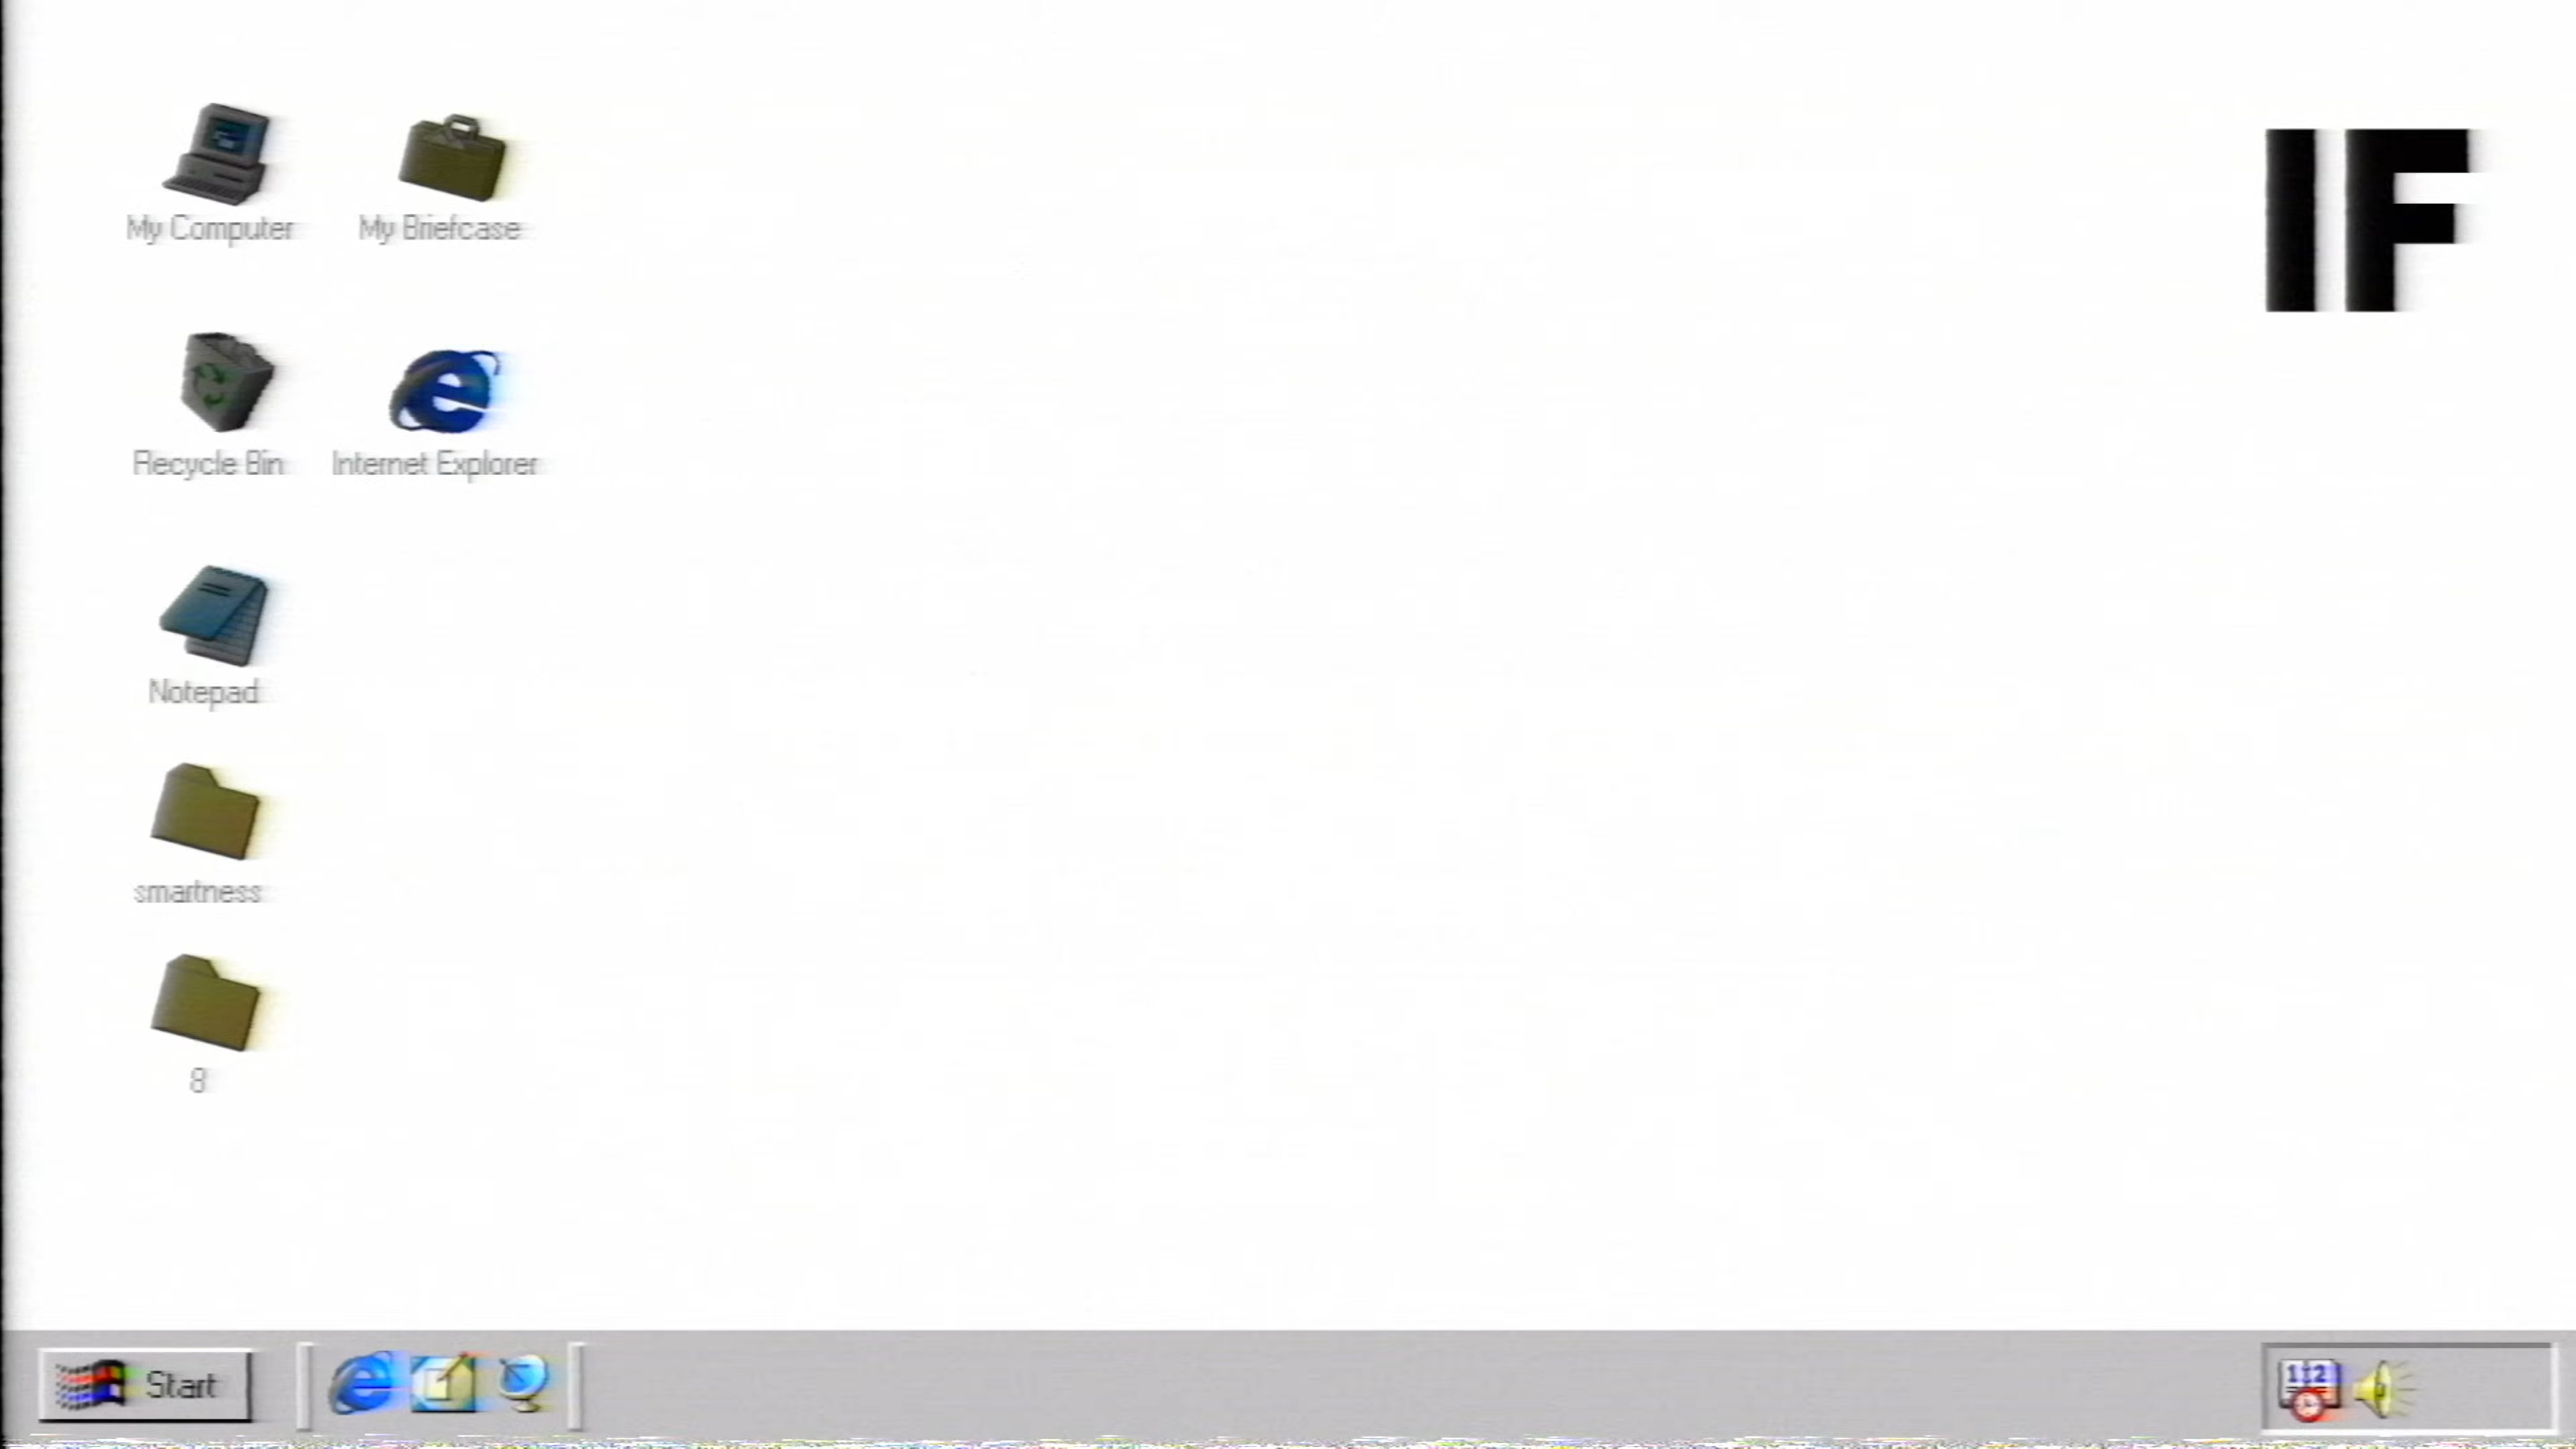 My Computer
My Briefcase
IF
Recycle Bin
Internet Explorer
Notepad
smartness
8
Start